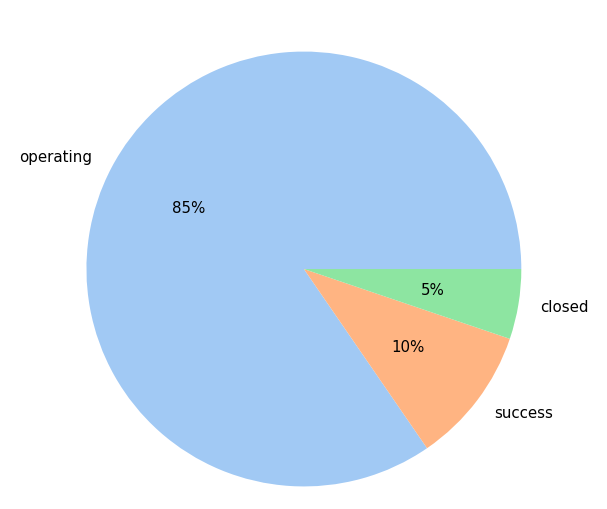 operating
85%
5%
closed
10%
success